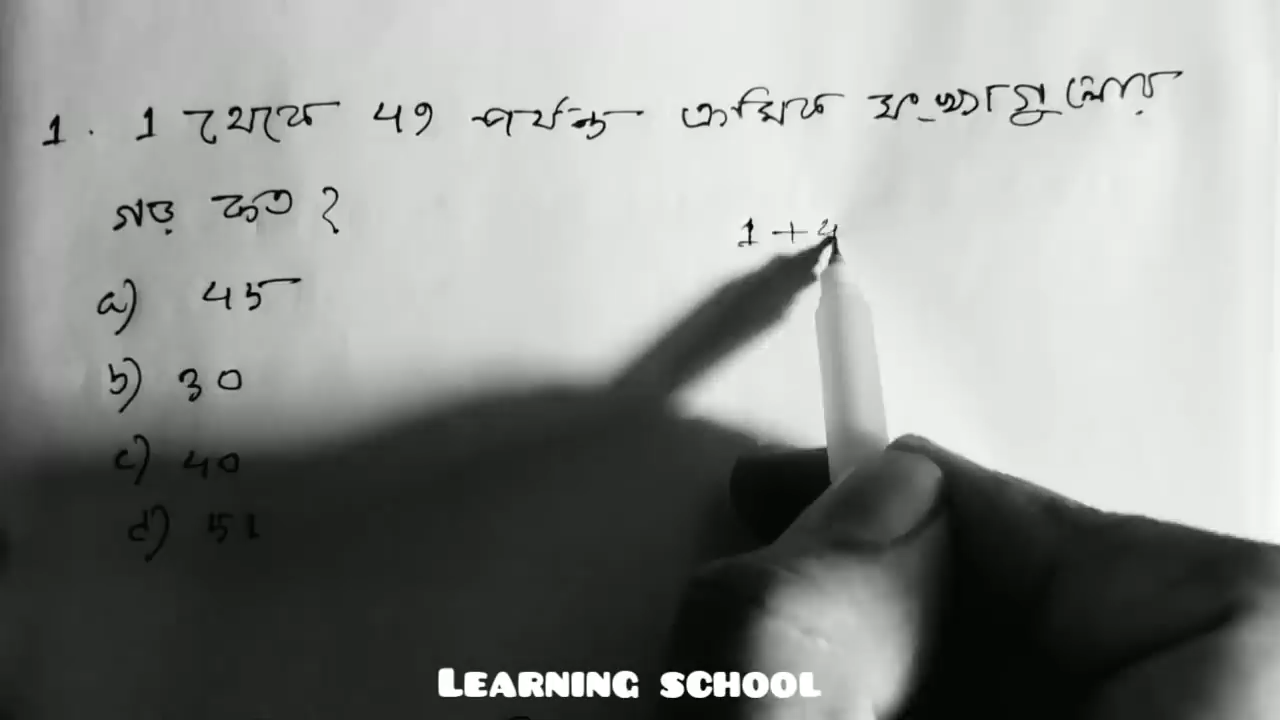 1. 1 থেকে 49 পর্যন্ত ক্রমিক সংখ্যাগুলোর
গড় কত?
1 + 4
a) 45
b) 30
c) 40
d) 51
LEARNING SCHOOL